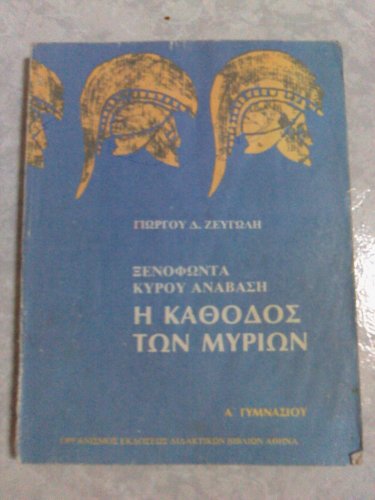 ΓΙΩΡΓΟΥ Δ. ΖΕΥΓΩΛΗ
ΞΕΝΟΦΩΝΤΑ
ΚΥΡΟΥ ΑΝΑΒΑΣΗ
Η ΚΑΘΟΔΟΣ
ΤΩΝ ΜΥΡΙΩΝ
Α ΓΥΜΝΑΣΙΟΥ
ΟΡΓΑΝΙΣΜΟΣ ΕΚΔΟΣΕΩΣ ΔΙΔΑΚΤΙΚΩΝ ΒΙΒΛΙΩΝ ΑΘΗΝΑ